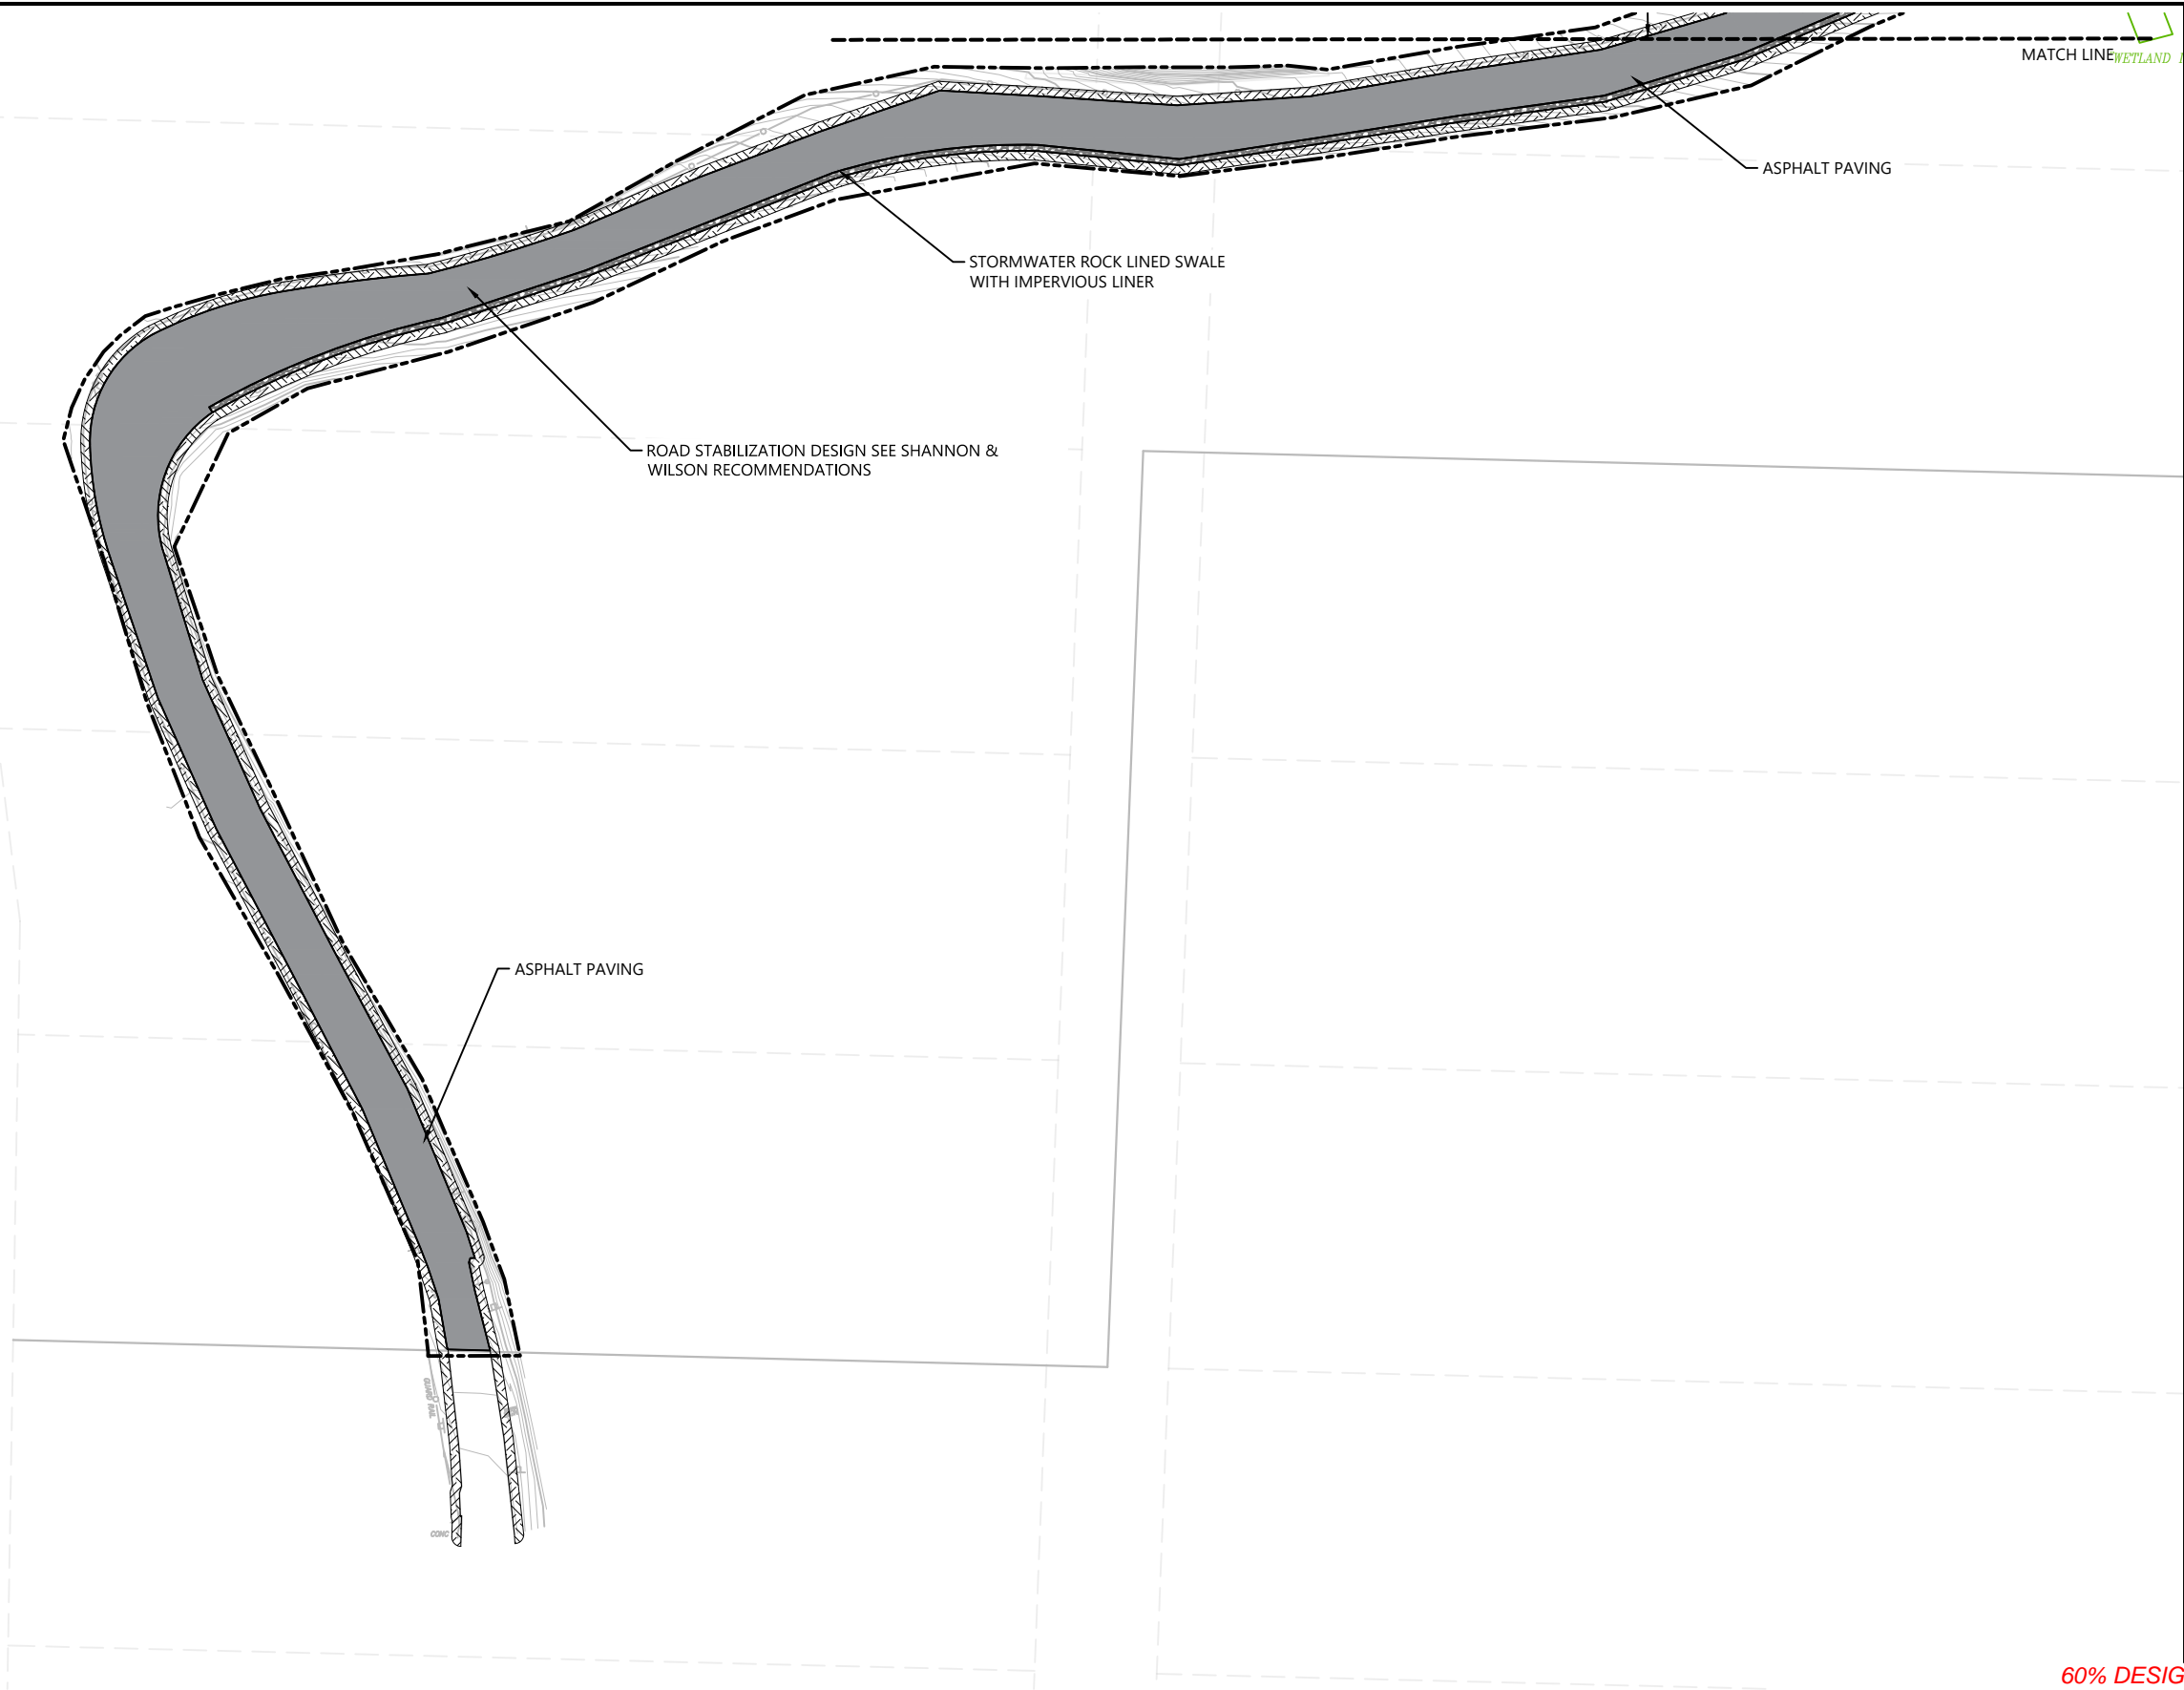 MATCH LINE
WETLAND
ASPHALT PAVING
STORMWATER ROCK LINED SWALE
WITH IMPERVIOUS LINER
ROAD STABILIZATION DESIGN SEE SHANNON &
WILSON RECOMMENDATIONS
ASPHALT PAVING
GUARD RAIL
CONC
60% DESIG